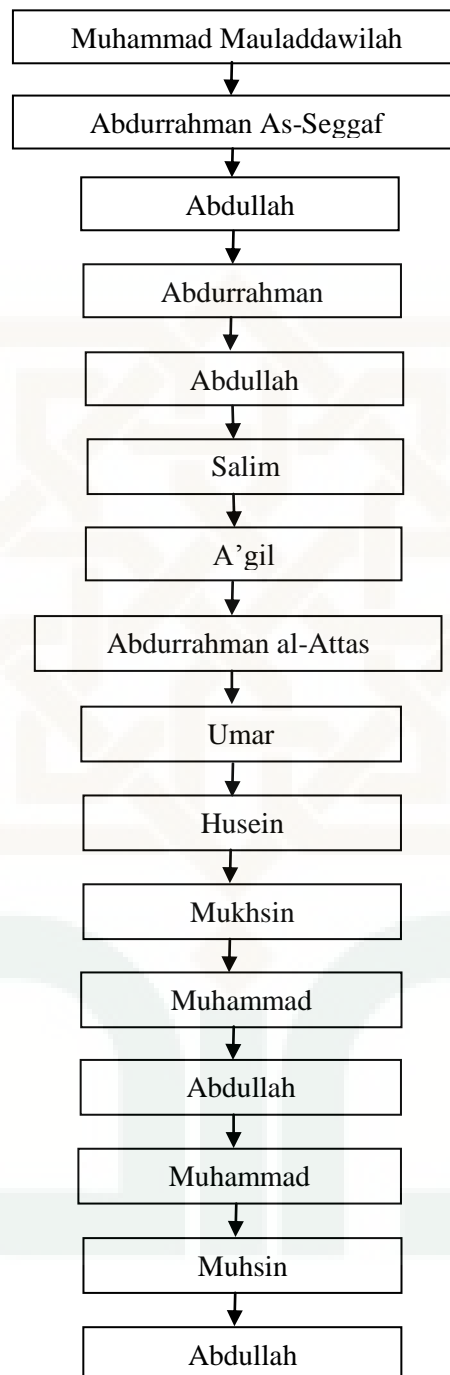 Muhammad Mauladdawilah
Abdurrahman As-Seggaf
Abdullah
Abdurrahman
Abdullah
Salim
A’gil
Abdurrahman al-Attas
Umar
Husein
Mukhsin
Muhammad
Abdullah
Muhammad
Muhsin
Abdullah